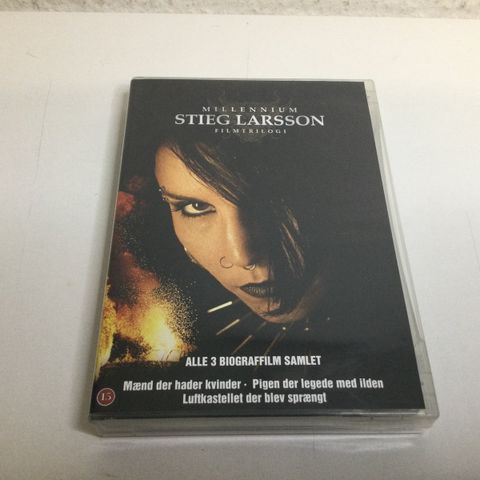 MILLENNIUM
STIEG LARSSON
FILMTRILOGI
ALLE 3 BIOGRAFFILM SAMLET
Mænd der hader kvinder · Pigen der legede med ilden
Luftkastellet der blev sprængt
15